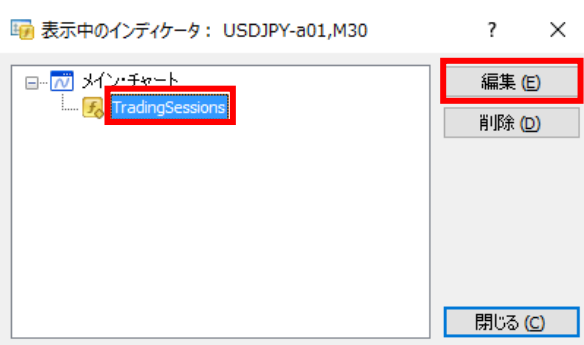 表示中のインディケータ： USDJPY-a01,M30
?
メイン・チャート
TradingSessions
編集 (E)
削除 (D)
閉じる (C)